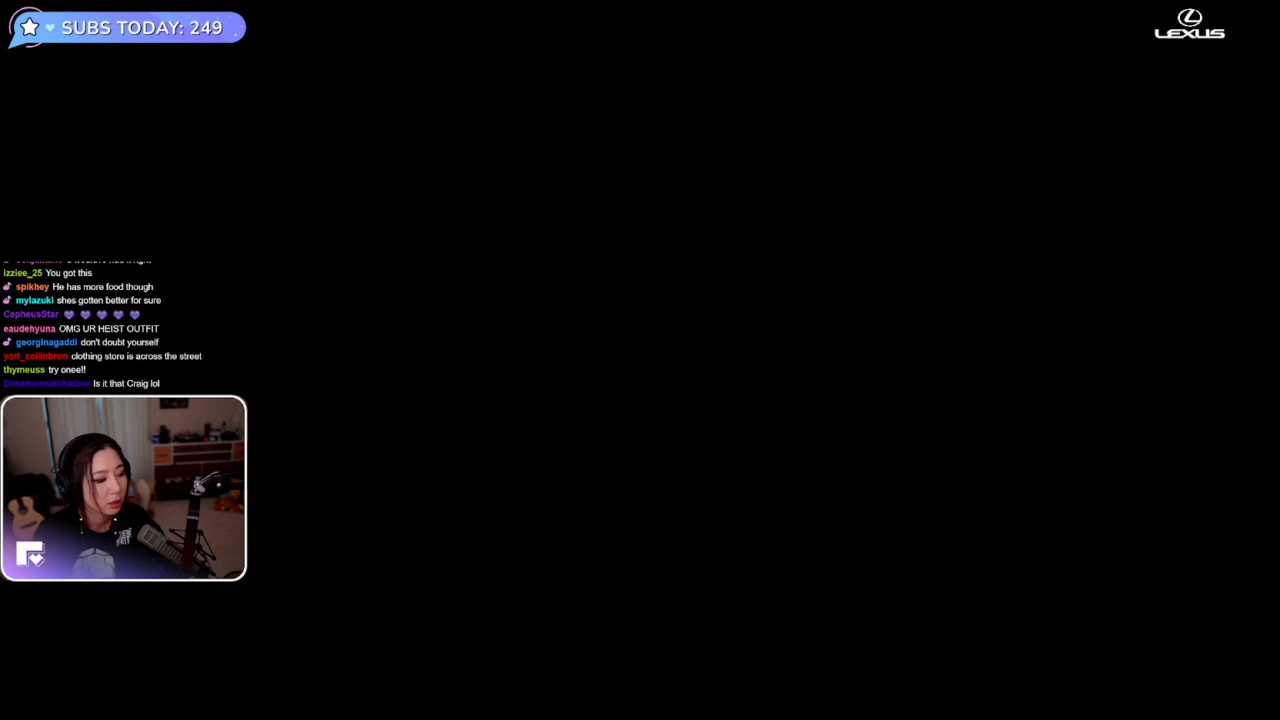 SUBS TODAY: 249
LEXUS
izziee_25 You got this
spikhey He has more food though
mylazuki shes gotten better for sure
CepheusStar
eaudehyuna OMG UR HEIST OUTFIT
georginagaddi don't doubt yourself
yori_collinbron clothing store is across the street
thymeuss try onee!!
Is it that Craig lol